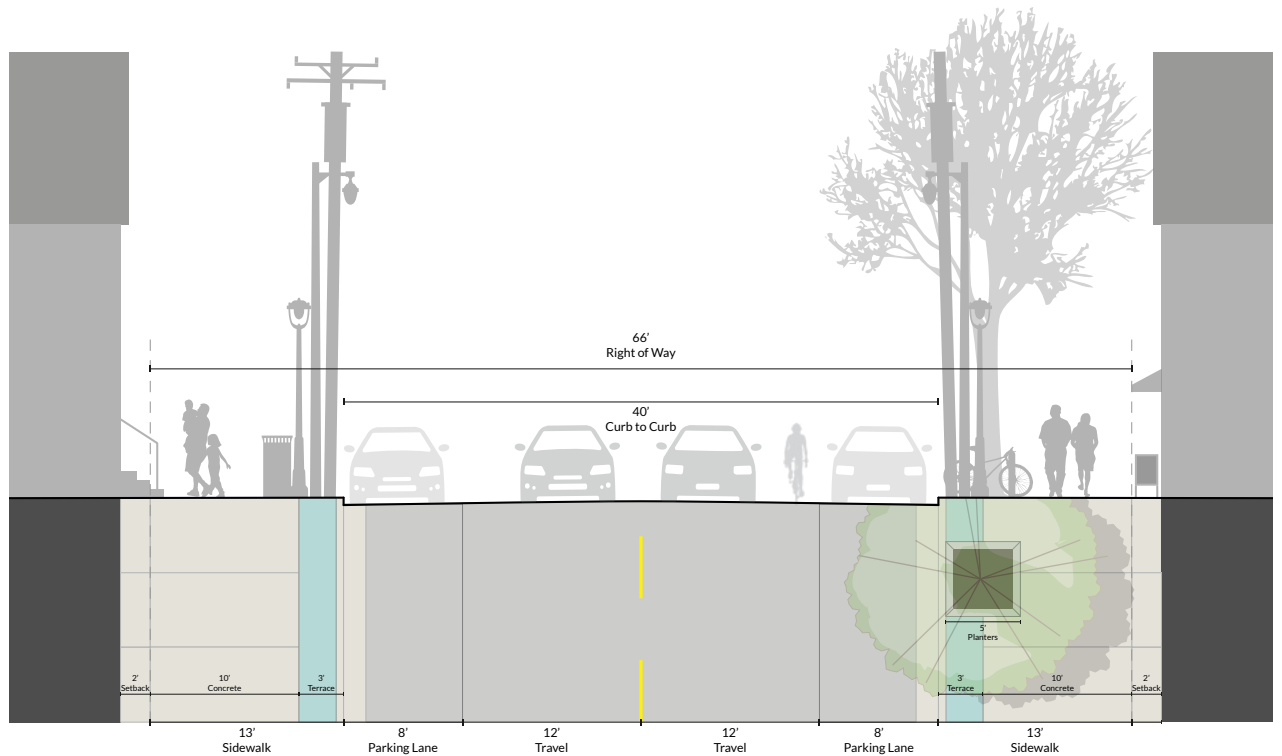 66’
Right of Way
40’
Curb to Curb
5’
Planters
2’
Setback
10’
Concrete
3’
Terrace
3’
Terrace
10’
Concrete
2’
Setback
13’
Sidewalk
8’
Parking Lane
12’
Travel
12’
Travel
8’
Parking Lane
13’
Sidewalk